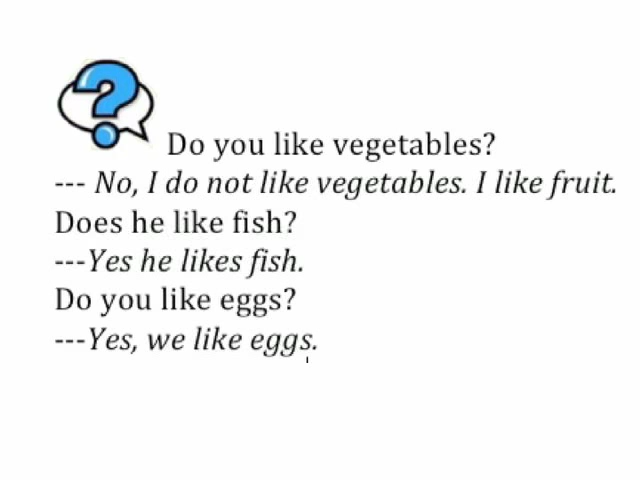 Do you like vegetables?
--- No, I do not like vegetables. I like fruit.
Does he like fish?
---Yes he likes fish.
Do you like eggs?
---Yes, we like eggs.